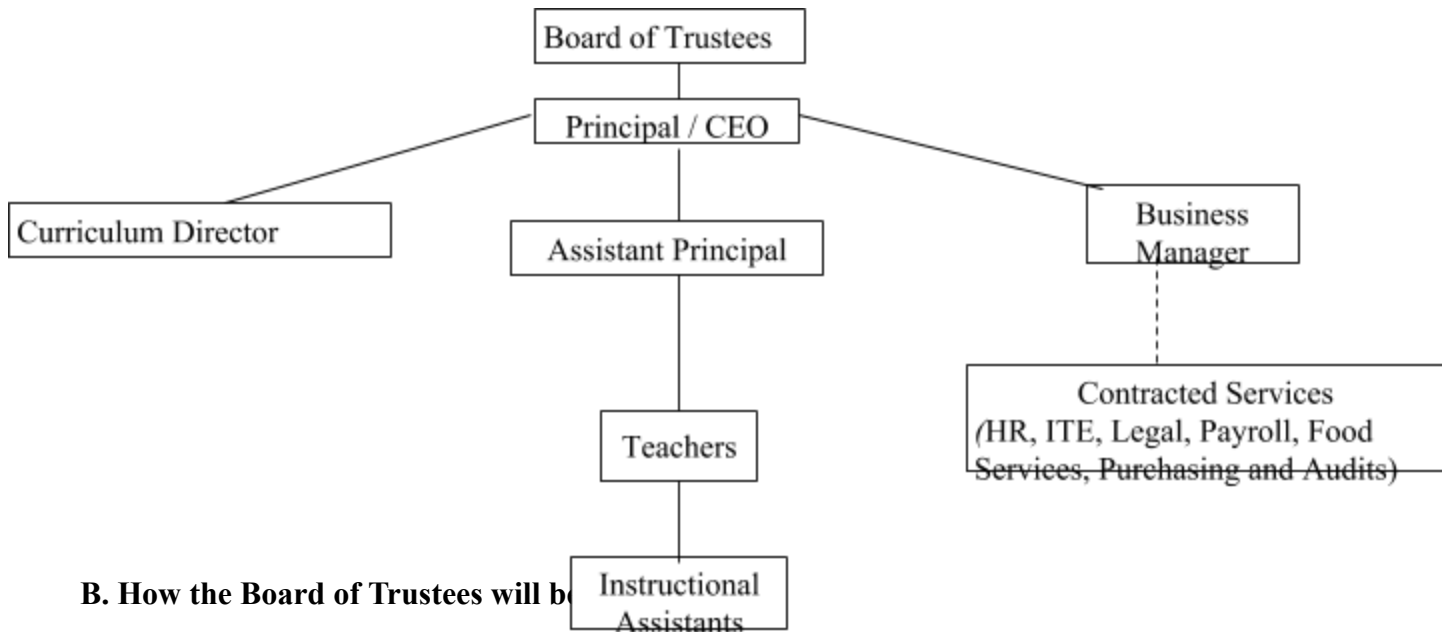 Board of Trustees
Principal / CEO
Curriculum Director
Assistant Principal
Business
Manager
Contracted Services
(HR, ITE, Legal, Payroll, Food
Services, Purchasing and Audits)
Teachers
B. How the Board of Trustees will
Instructional
Assistants